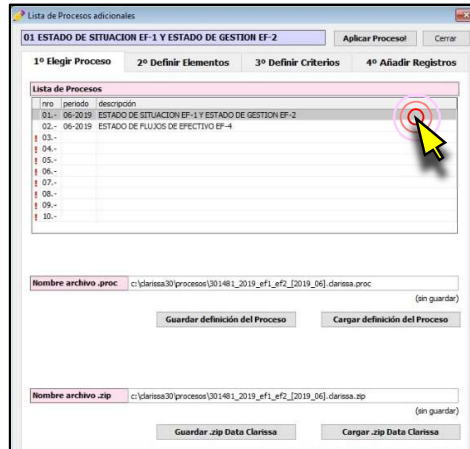 Lista de Procesos adicionales
01 ESTADO DE SITUACION EF-1 Y ESTADO DE GESTION EF-2 Aplicar Proceso! Cerrar
1º Elegir Proceso 2º Definir Elementos 3º Definir Criterios 4º Añadir Registros
Lista de Procesos
nro periodo descripción
01.- 06-2019 ESTADO DE SITUACION EF-1 Y ESTADO DE GESTION EF-2
02.- 06-2019 ESTADO DE FLUJOS DE EFECTIVO EF-4
! 03.-
! 04.-
! 05.-
! 06.-
! 07.-
! 08.-
! 09.-
! 10.-
Nombre archivo .proc c:\clarissa30\procesos\301481_2019_ef1_ef2_[2019_06].clarissa.proc
(sin guardar)
Guardar definición del Proceso Cargar definición del Proceso
Nombre archivo .zip c:\clarissa30\procesos\301481_2019_ef1_ef2_[2019_06].clarissa.zip
(sin guardar)
Guardar .zip Data Clarissa Cargar .zip Data Clarissa